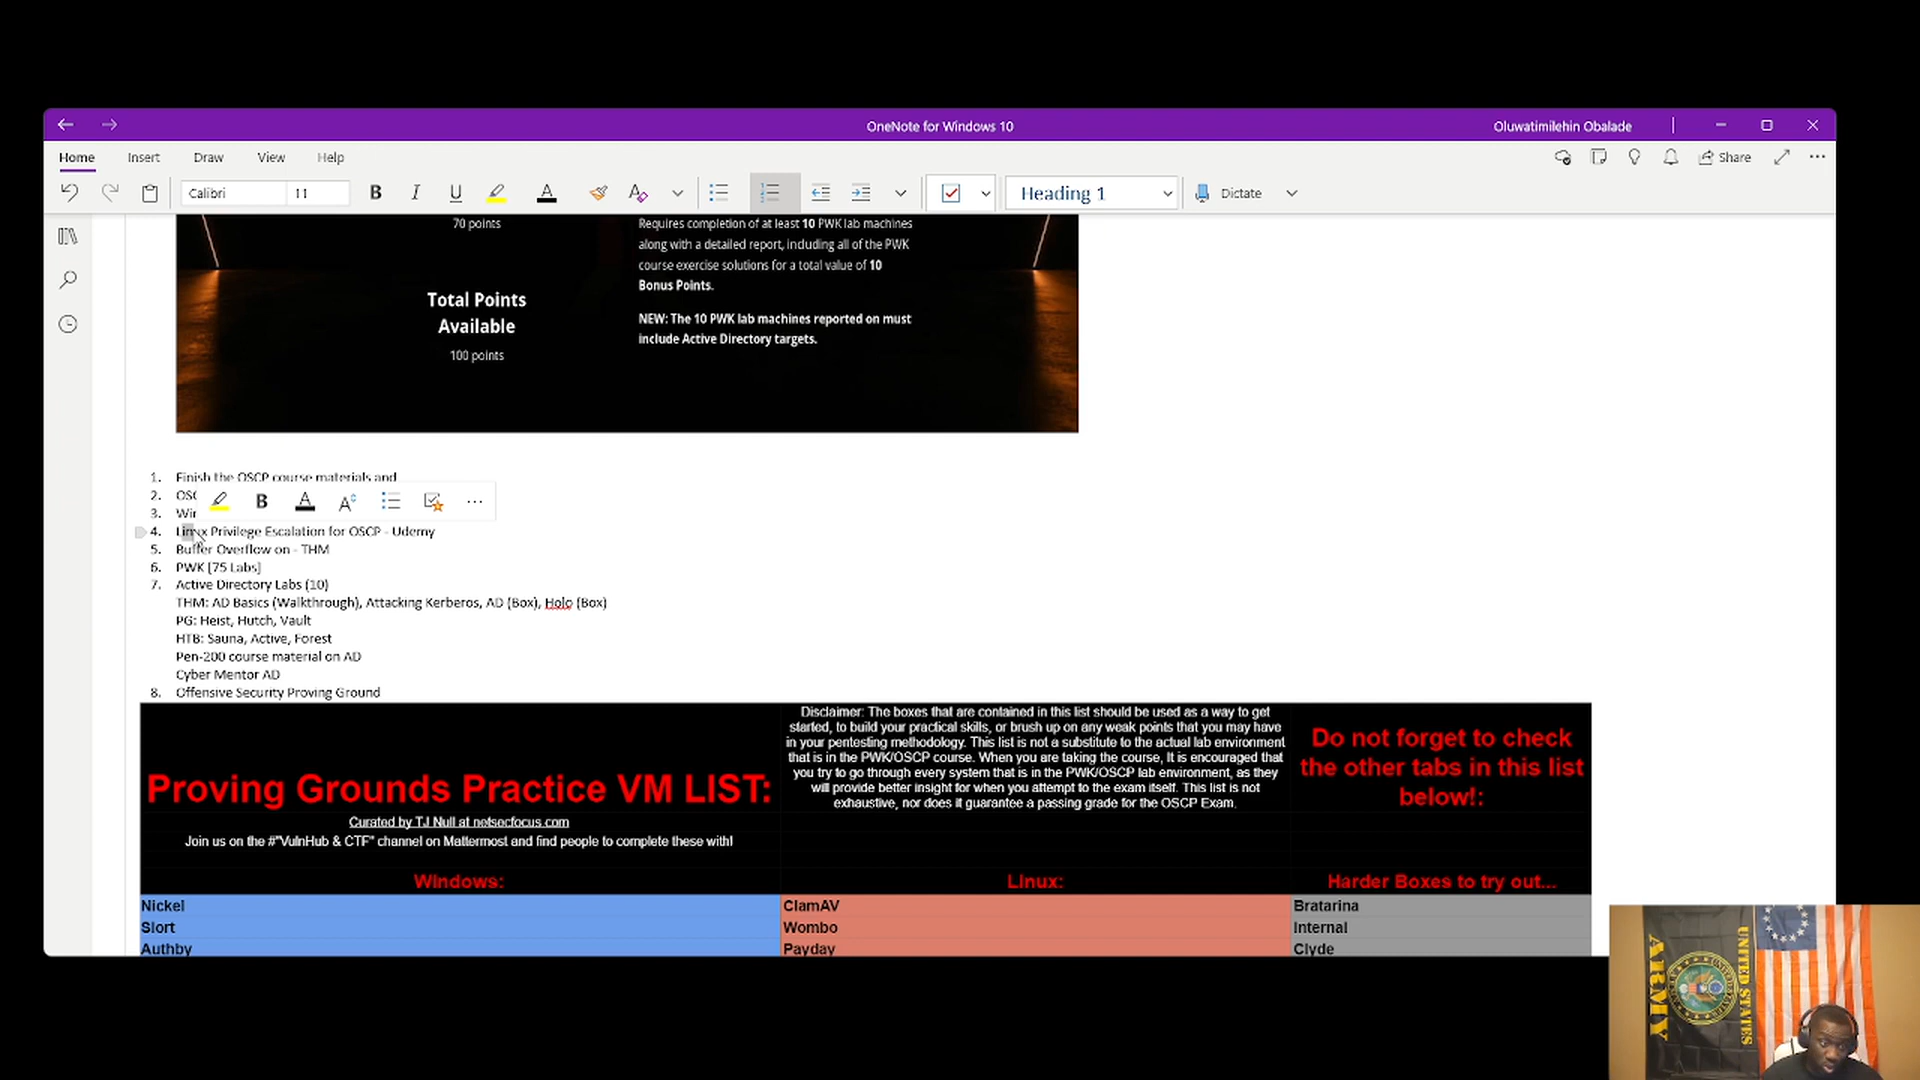 OneNote for Windows 10
Oluwatimilehin Obalade
Home
Insert
Draw
View
Help
Share
Calibri
11
Heading 1
Dictate
70 points
Total Points
Available
100 points
Requires completion of at least 10 PWK lab machines
along with a detailed report, including all of the PWK
course exercise solutions for a total value of 10
Bonus Points.
NEW: The 10 PWK lab machines reported on must
include Active Directory targets.
1. Finish the OSCP course materials and
2. OSC
3. Win
4. Linux Privilege Escalation for OSCP - Udemy
5. Buffer Overflow on - THM
6. PWK [75 Labs]
7. Active Directory Labs (10)
THM: AD Basics (Walkthrough), Attacking Kerberos, AD (Box), Holo (Box)
PG: Heist, Hutch, Vault
HTB: Sauna, Active, Forest
Pen-200 course material on AD
Cyber Mentor AD
8. Offensive Security Proving Ground
Proving Grounds Practice VM LIST:
Curated by TJ Null at netsecfocus.com
Join us on the #"VulnHub & CTF" channel on Mattermost and find people to complete these with!
Disclaimer: The boxes that are contained in this list should be used as a way to get
started, to build your practical skills, or brush up on any weak points that you may have
in your pentesting methodology. This list is not a substitute to the actual lab environment
that is in the PWK/OSCP course. When you are taking the course, It is encouraged that
you try to go through every system that is in the PWK/OSCP lab environment, as they
will provide better insight for when you attempt to the exam itself. This list is not
exhaustive, nor does it guarantee a passing grade for the OSCP Exam.
Do not forget to check
the other tabs in this list
below!:
Windows:
Linux:
Harder Boxes to try out...
Nickel
ClamAV
Bratarina
Slort
Wombo
Internal
Authby
Payday
Clyde
ARMY
UNITED STATES